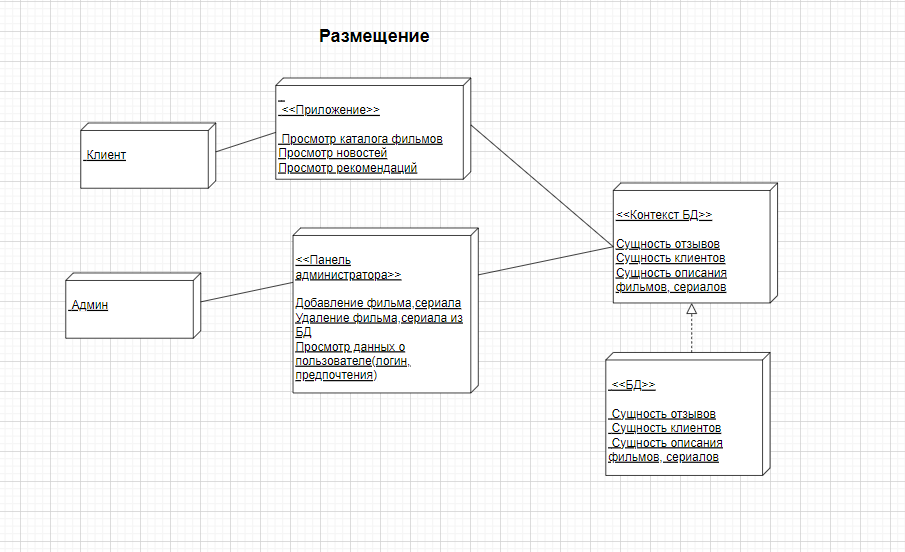 Размещение
<<Приложение>>
Просмотр каталога фильмов
Просмотр новостей
Просмотр рекомендаций
Клиент
<<Контекст БД>>
Сущность отзывов
Сущность клиентов
Сущность описания
фильмов, сериалов
<<Панель
администратора>>
Добавление фильма,сериала
Удаление фильма,сериала из
БД
Просмотр данных о
пользователе(логин,
предпочтения)
Админ
<<БД>>
Сущность отзывов
Сущность клиентов
Сущность описания
фильмов, сериалов